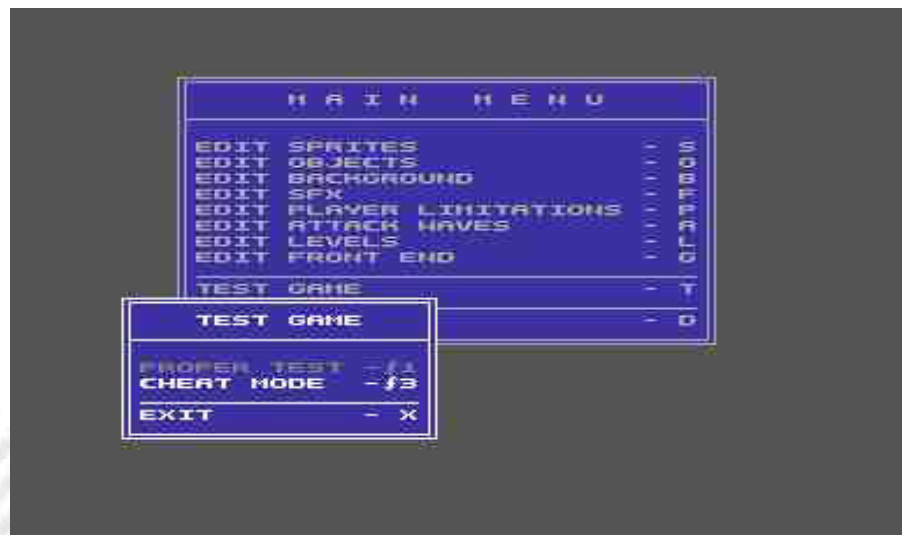 MAIN MENU
EDIT SPRITES - S
EDIT OBJECTS - O
EDIT BACKGROUND - B
EDIT SFX - F
EDIT PLAYER LIMITATIONS - P
EDIT ATTACK WAVES - A
EDIT LEVELS - L
EDIT FRONT END - G
TEST GAME - T
- D
TEST GAME
PROPER TEST - f1
CHEAT MODE - f3
EXIT - X